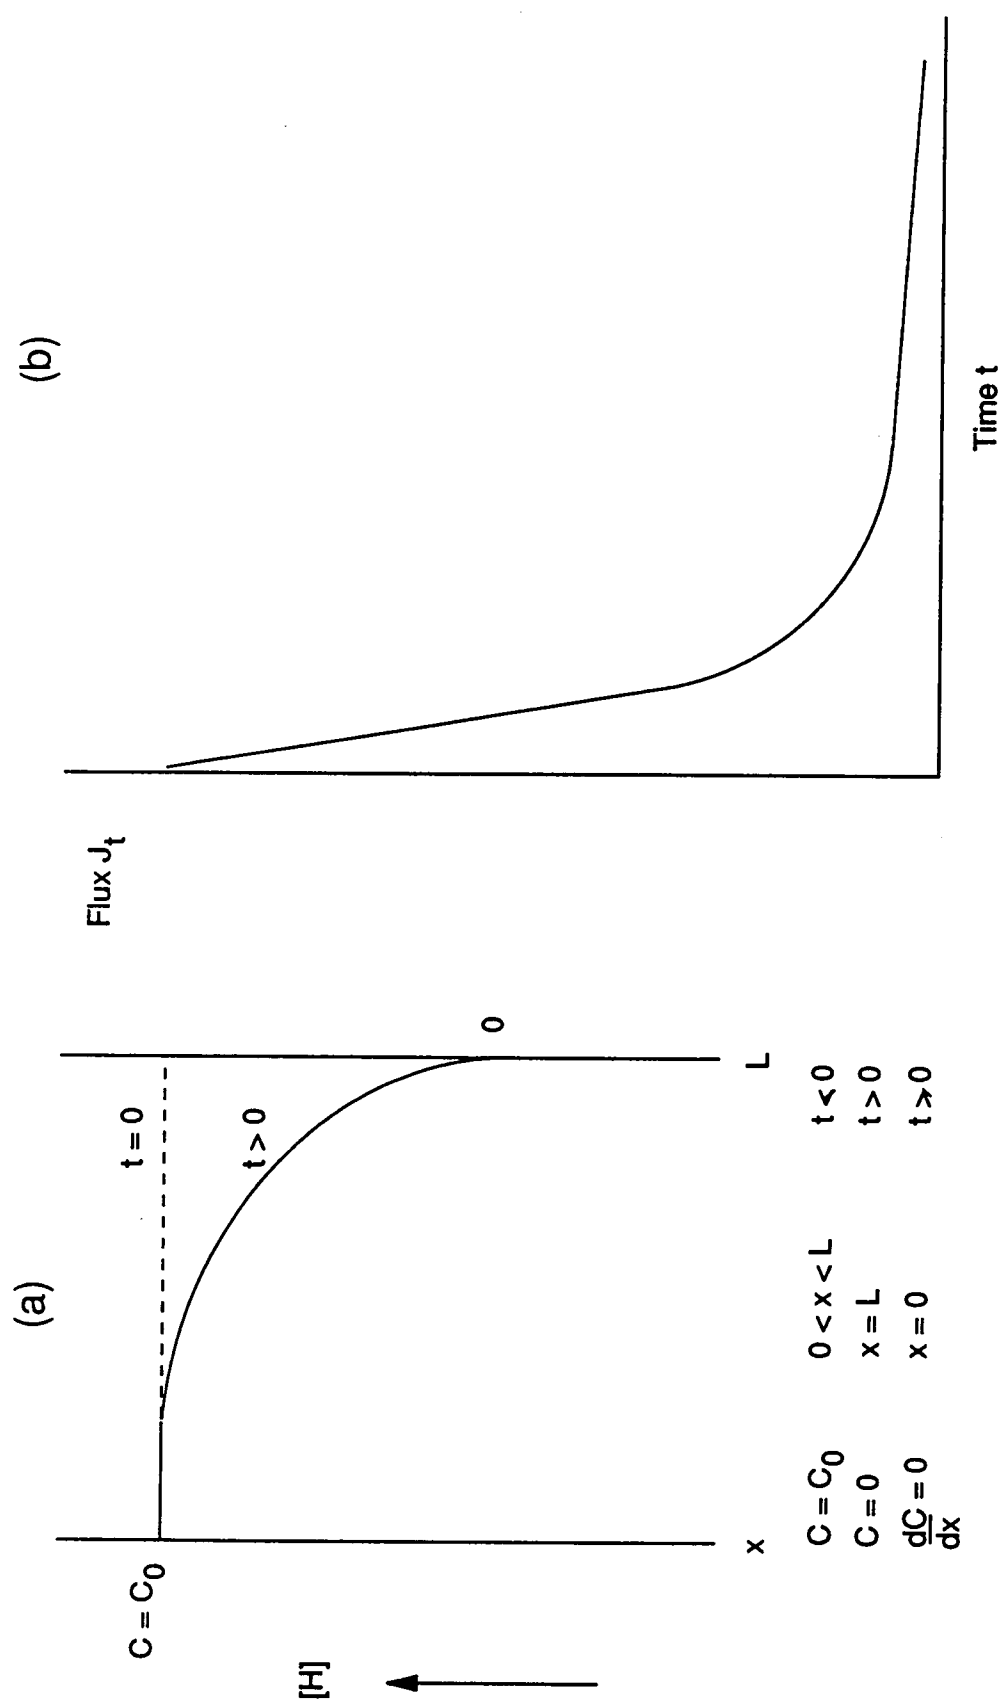 (a)
C = C0
[H]
t = 0
t > 0
0
x
L
C = C0 0 < x < L t < 0
C = 0 x = L t > 0
dC/dx = 0 x = 0 t ≥ 0
(b)
Flux Jt
Time t